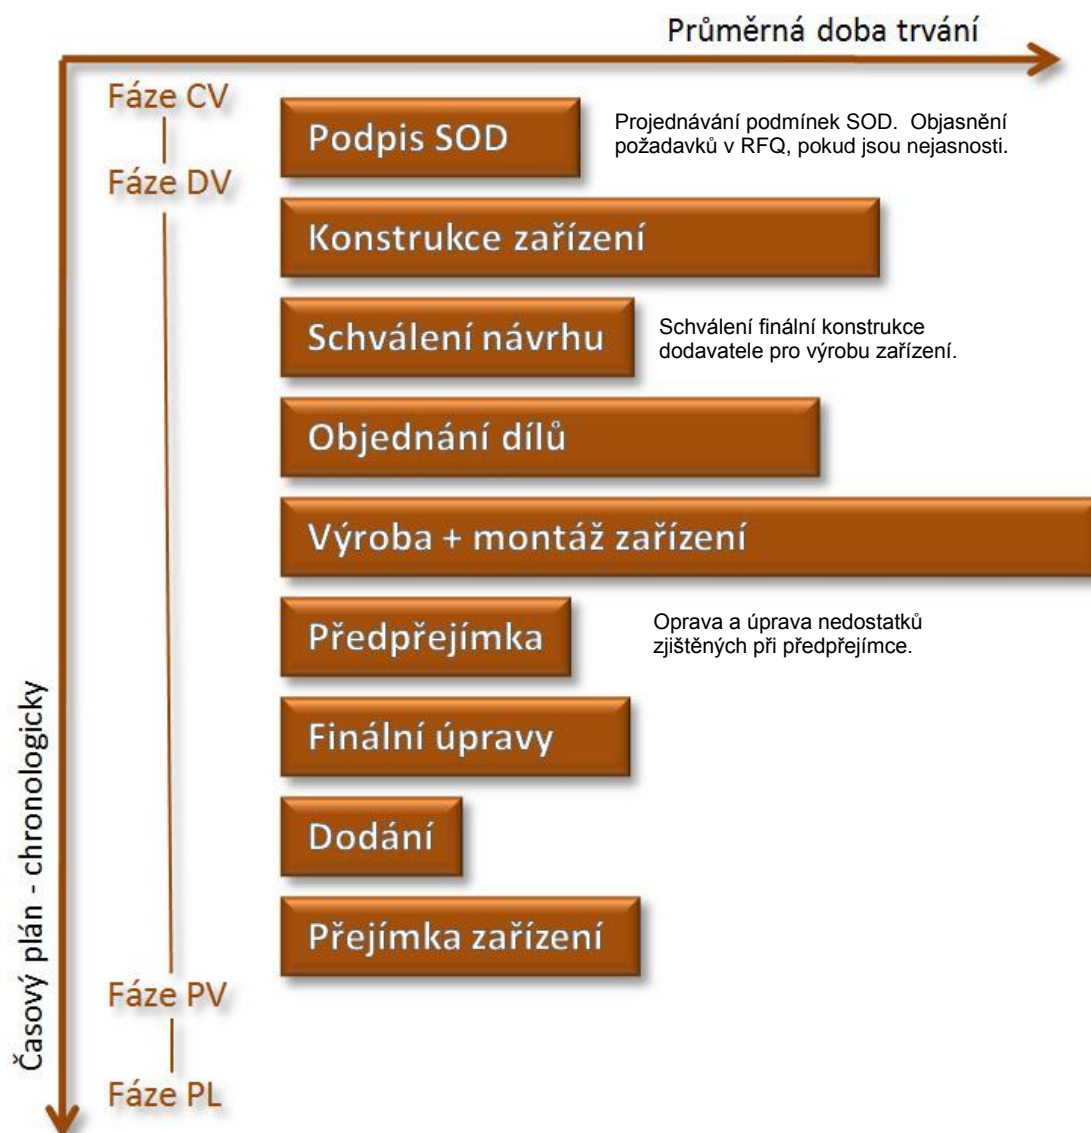 Průměrná doba trvání
Fáze CV
Podpis SOD
Projednávání podmínek SOD.  Objasnění
požadavků v RFQ, pokud jsou nejasnosti.
Fáze DV
Konstrukce zařízení
Schválení návrhu
Schválení finální konstrukce
dodavatele pro výrobu zařízení.
Objednání dílů
Výroba + montáž zařízení
Předpřejímka
Oprava a úprava nedostatků
zjištěných při předpřejímce.
Finální úpravy
Dodání
Přejímka zařízení
Časový plán - chronologicky
Fáze PV
Fáze PL